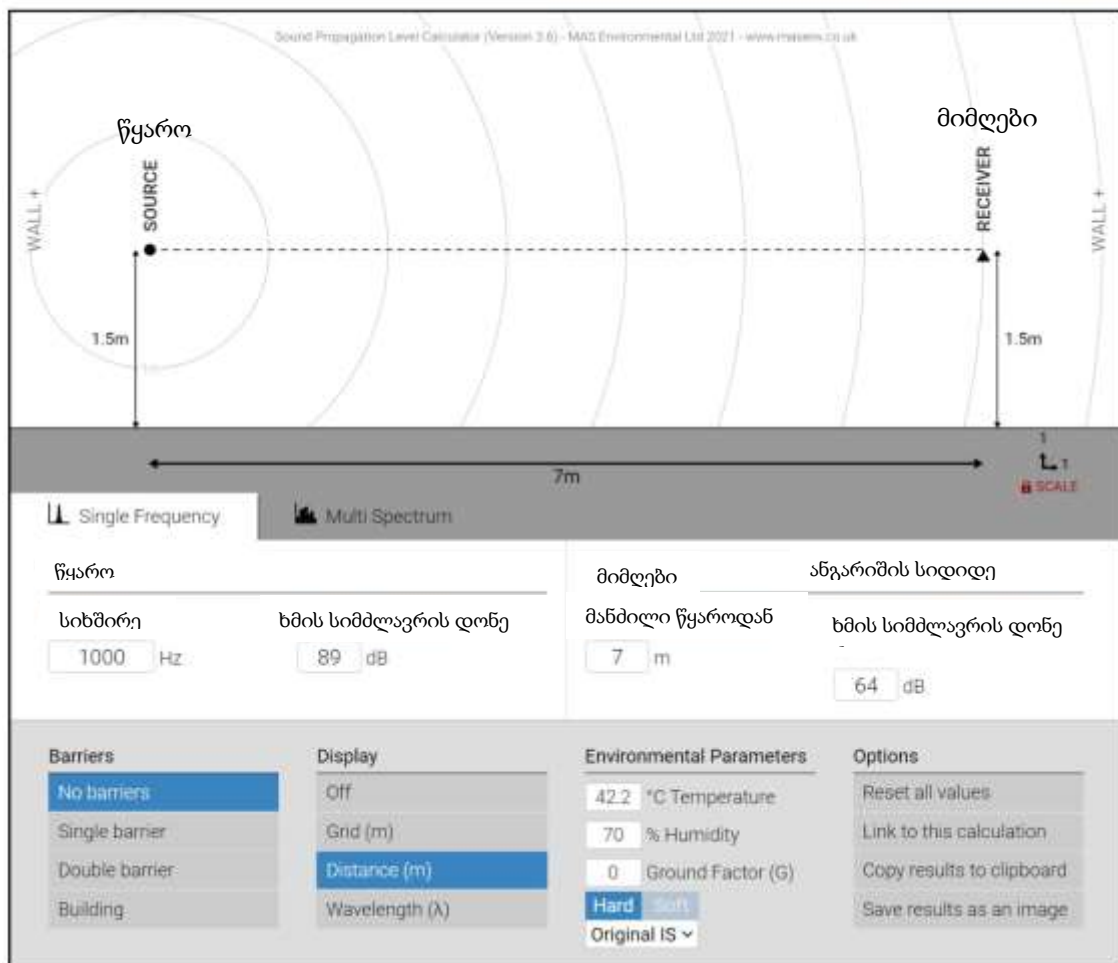 Sound Propagation Level Calculator (Version 3.6) - MAS Environmental Ltd 2021 - www.masenv.co.uk
წყარო
მიმღები
WALL +
SOURCE
RECEIVER
WALL +
1.5m
1.5m
7m
1
1
SCALE
Single Frequency
Multi Spectrum
წყარო
მიმღები
ანგარიშის სიდიდე
სიხშირე
ხმის სიმძლავრის დონე
მანძილი წყაროდან
ხმის სიმძლავრის დონე
1000 Hz
89 dB
7 m
64 dB
Barriers
Display
Environmental Parameters
Options
No barriers
Off
42.2 °C Temperature
Reset all values
Single barrier
Grid (m)
70 % Humidity
Link to this calculation
Double barrier
Distance (m)
0 Ground Factor (G)
Copy results to clipboard
Building
Wavelength (λ)
Hard Soft
Save results as an image
Original IS